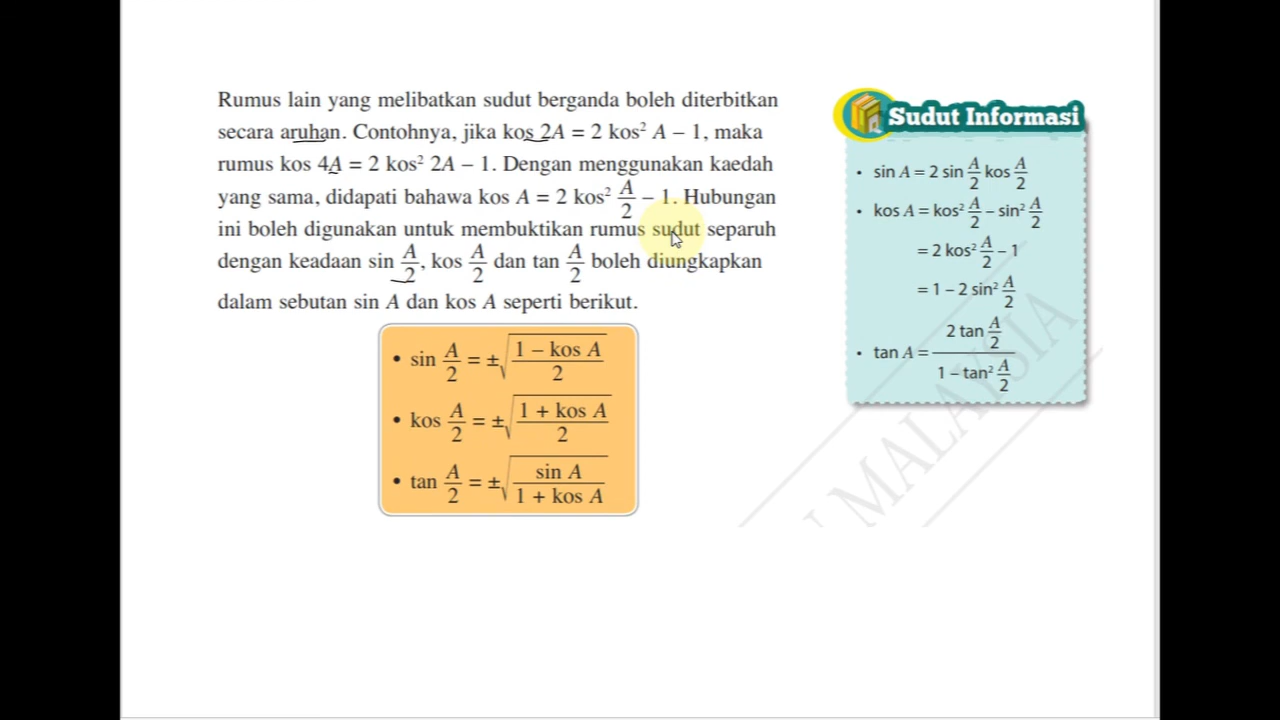 Rumus lain yang melibatkan sudut berganda boleh diterbitkan
secara aruhan. Contohnya, jika kos 2A = 2 kos² A – 1, maka
rumus kos 4A = 2 kos² 2A – 1. Dengan menggunakan kaedah
yang sama, didapati bahawa kos A = 2 kos² A/2 – 1. Hubungan
ini boleh digunakan untuk membuktikan rumus sudut separuh
dengan keadaan sin A/2, kos A/2 dan tan A/2 boleh diungkapkan
dalam sebutan sin A dan kos A seperti berikut.
• sin A/2 = ±√((1 – kos A)/2)
• kos A/2 = ±√((1 + kos A)/2)
• tan A/2 = ±√(sin A/(1 + kos A))
Sudut Informasi
• sin A = 2 sin A/2 kos A/2
• kos A = kos² A/2 – sin² A/2
= 2 kos² A/2 – 1
= 1 – 2 sin² A/2
• tan A = (2 tan A/2)/(1 – tan² A/2)
MALAYSIA